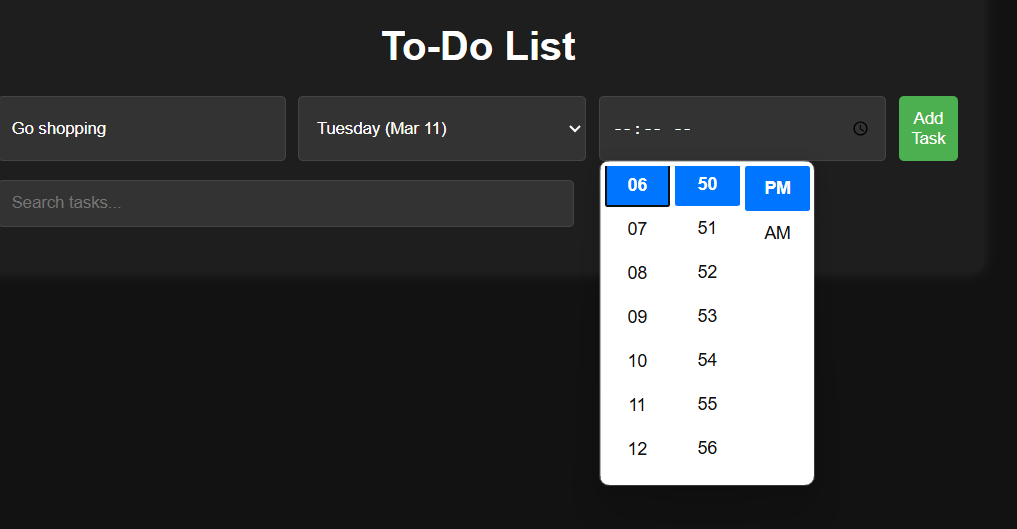 To-Do List
Go shopping
Tuesday (Mar 11)
--:-- --
Add
Task
Search tasks...
06 50 PM
07 51 AM
08 52
09 53
10 54
11 55
12 56